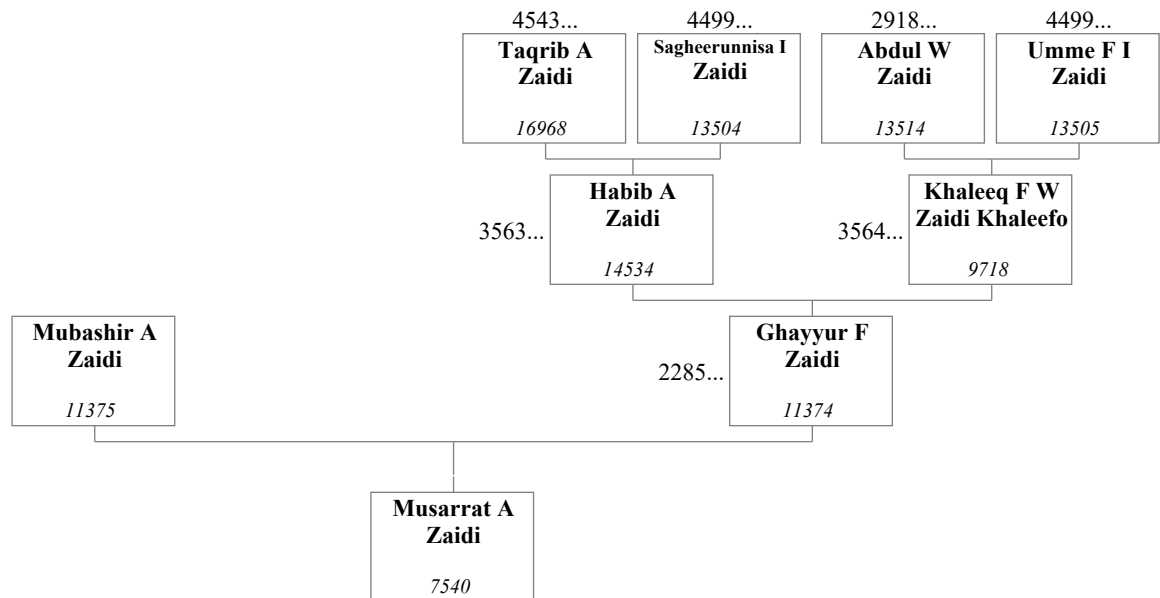 4543...
4499...
2918...
4499...
Taqrib A
Zaidi
16968
Sagheerunnisa I
Zaidi
13504
Abdul W
Zaidi
13514
Umme F I
Zaidi
13505
3563...
Habib A
Zaidi
14534
3564...
Khaleeq F W
Zaidi Khaleefo
9718
Mubashir A
Zaidi
11375
2285...
Ghayyur F
Zaidi
11374
Musarrat A
Zaidi
7540